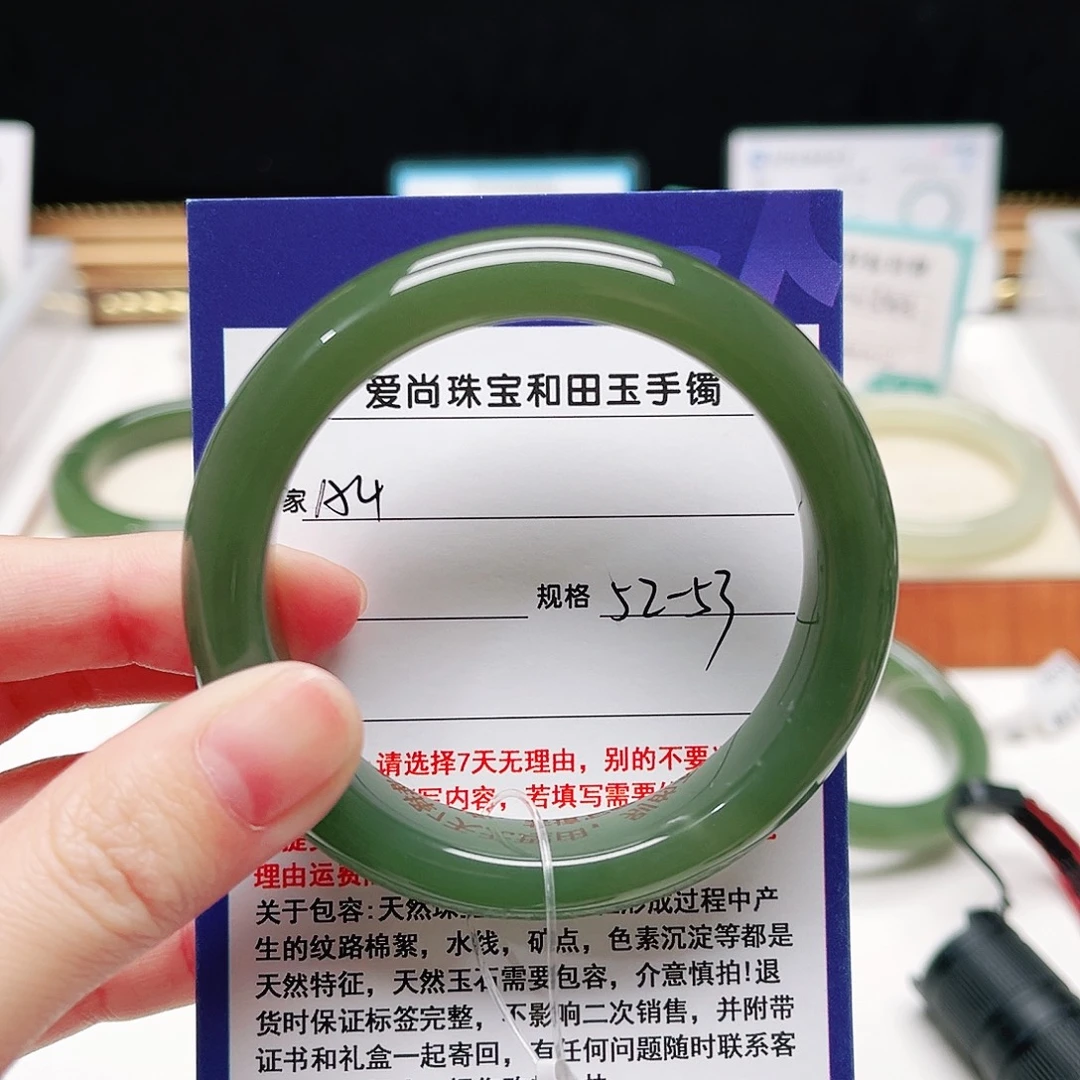 爱尚珠宝和田玉手镯
家 184
规格 52-53
请选择7天无理由，别的不要
写内容，若填写需要
理由运费
关于包容：天然珠 形成过程中产
生的纹路棉絮，水线，矿点，色素沉淀等都是
天然特征，天然玉石需要包容，介意慎拍！退
货时保证标签完整，不影响二次销售，并附带
证书和礼盒一起寄回，有任何问题随时联系客